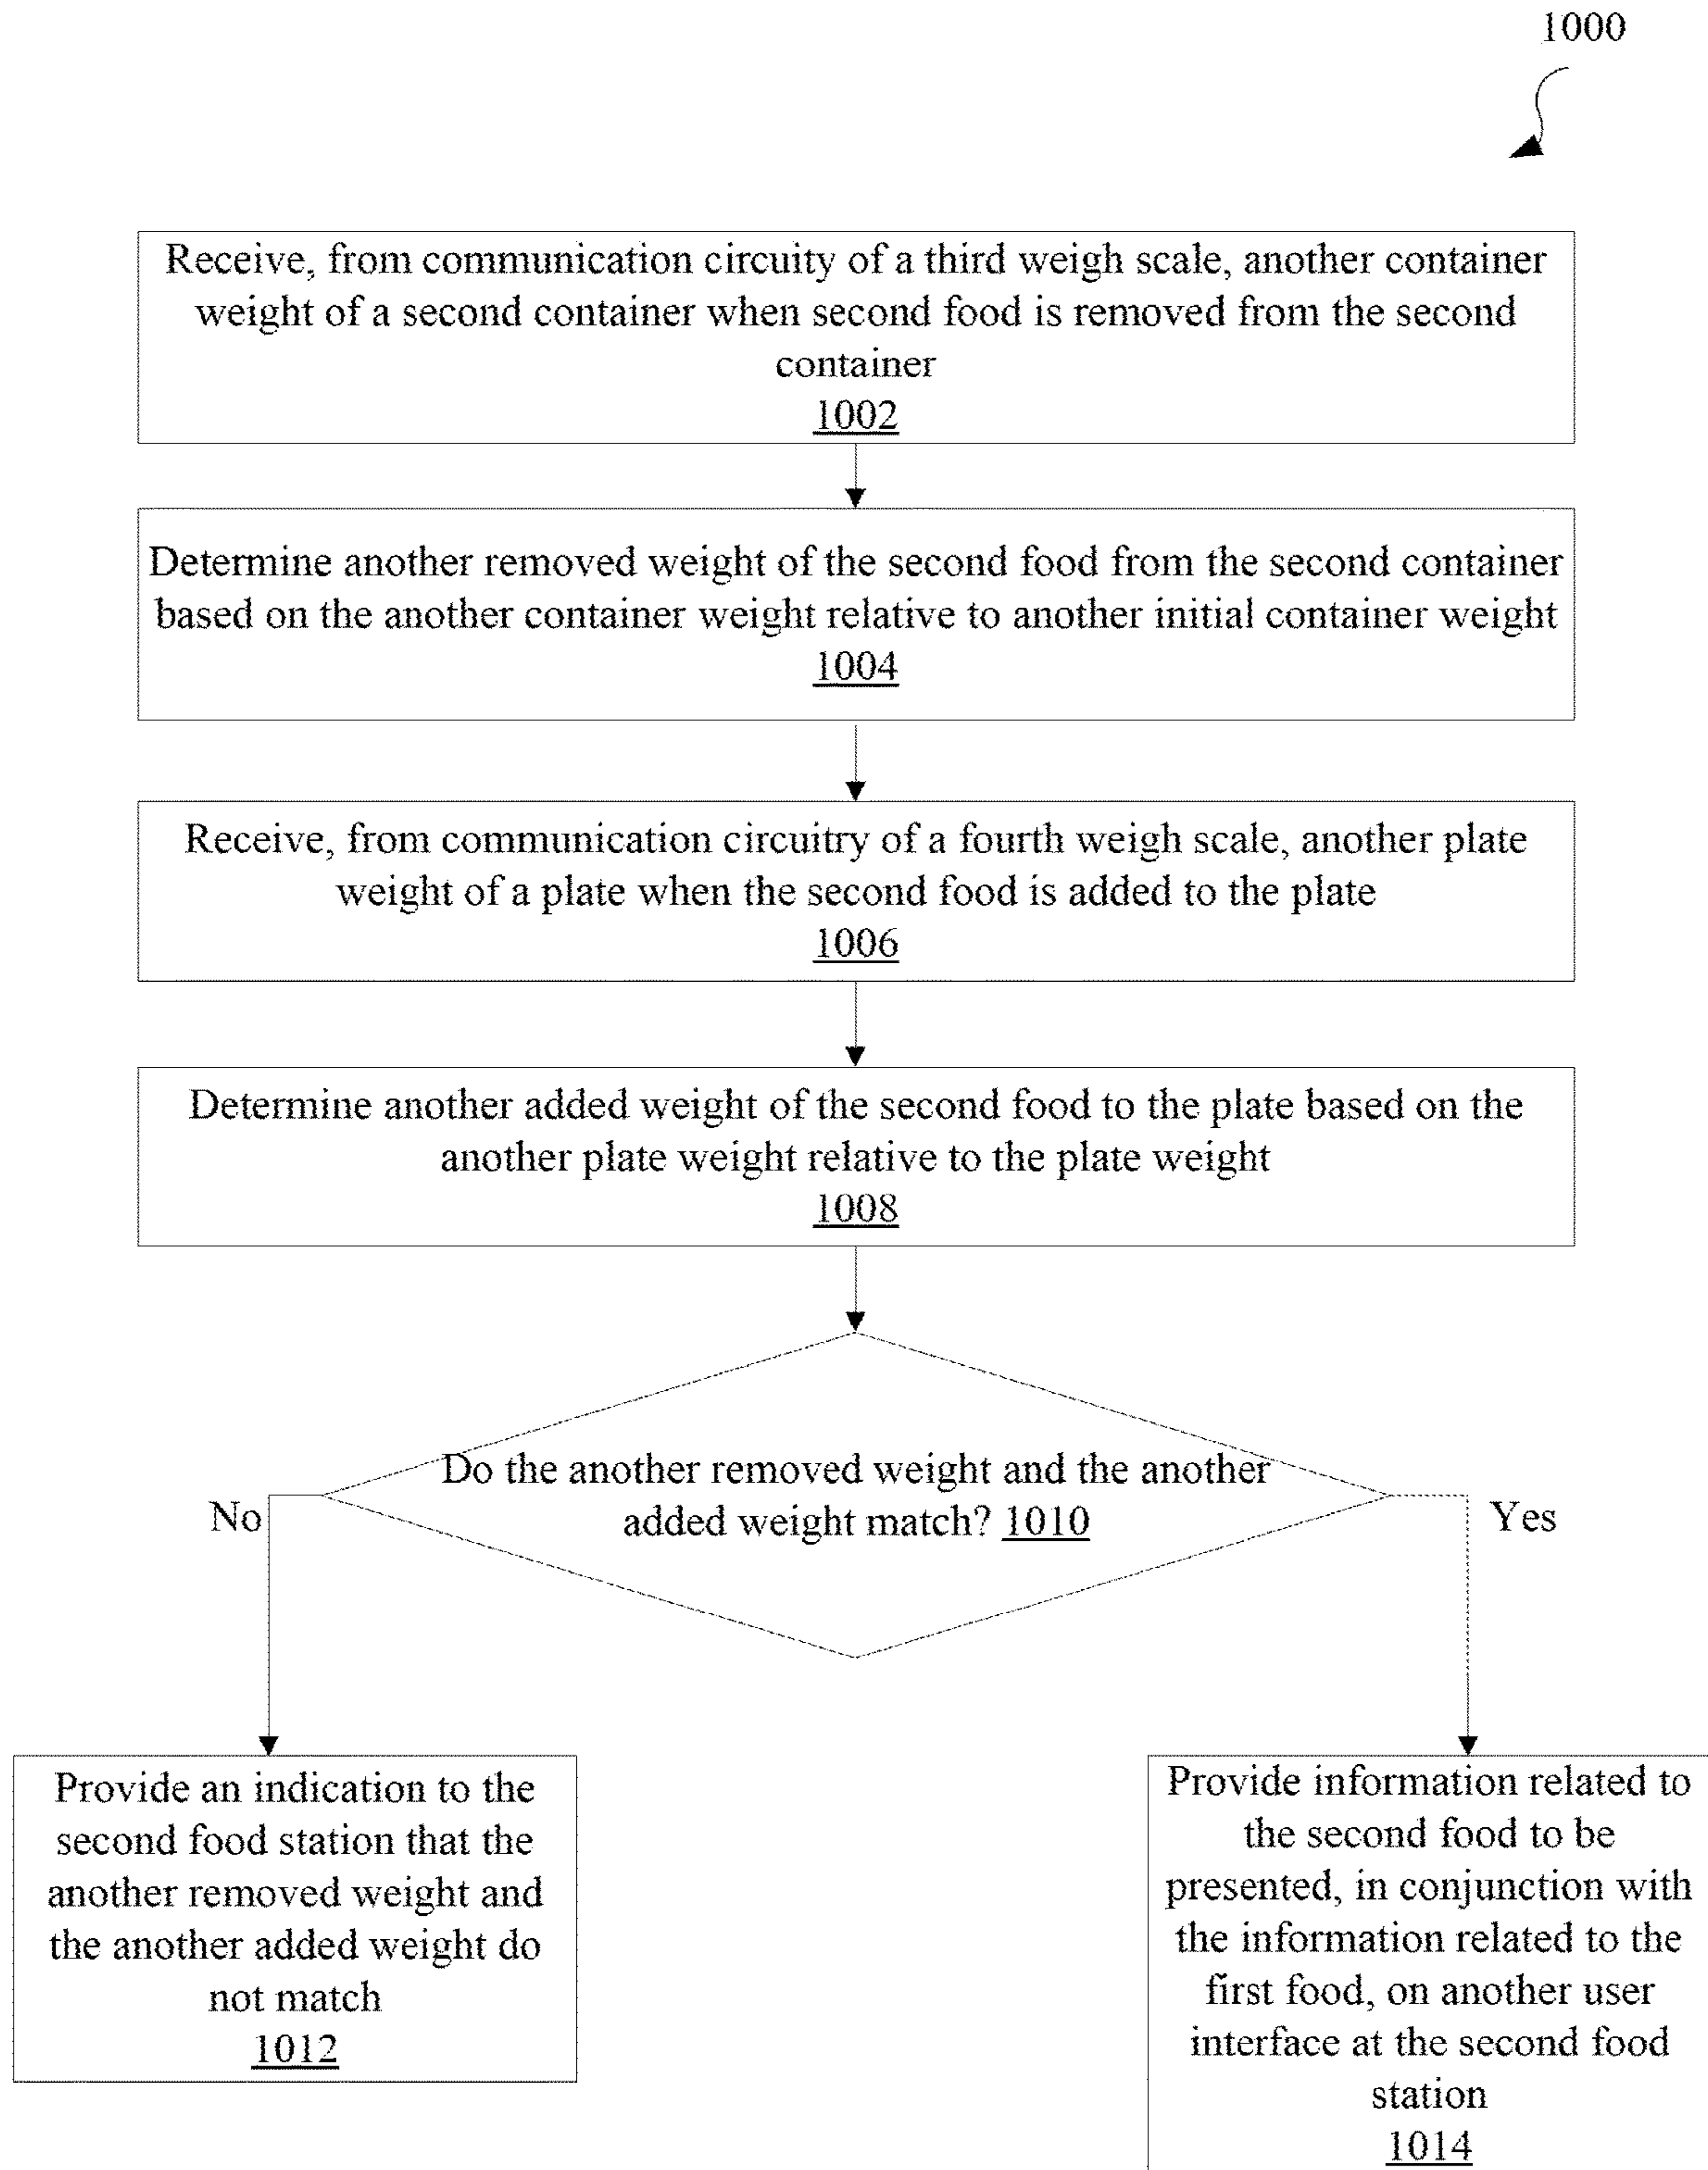 1000
Receive, from communication circuity of a third weigh scale, another container
weight of a second container when second food is removed from the second
container
1002
Determine another removed weight of the second food from the second container
based on the another container weight relative to another initial container weight
1004
Receive, from communication circuitry of a fourth weigh scale, another plate
weight of a plate when the second food is added to the plate
1006
Determine another added weight of the second food to the plate based on the
another plate weight relative to the plate weight
1008
Do the another removed weight and the another
added weight match? 1010
No
Yes
Provide an indication to the
second food station that the
another removed weight and
the another added weight do
not match
1012
Provide information related to
the second food to be
presented, in conjunction with
the information related to the
first food, on another user
interface at the second food
station
1014